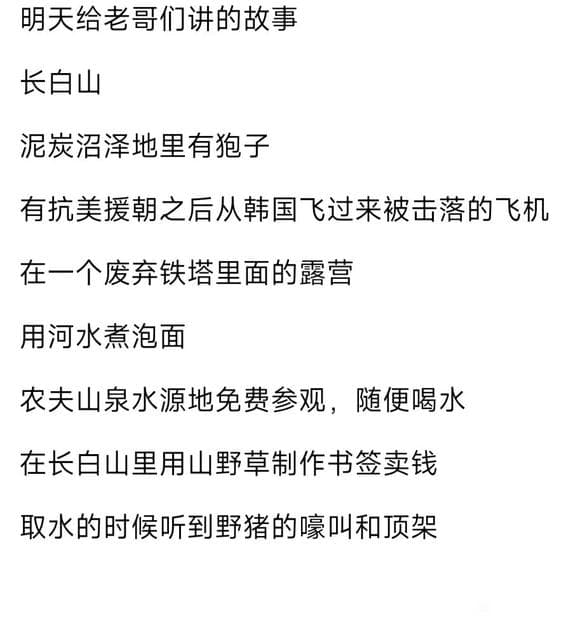 明天给老哥们讲的故事
长白山
泥炭沼泽地里有狍子
有抗美援朝之后从韩国飞过来被击落的飞机
在一个废弃铁塔里面的露营
用河水煮泡面
农夫山泉水源地免费参观，随便喝水
在长白山里用山野草制作书签卖钱
取水的时候听到野猪的嚎叫和顶架